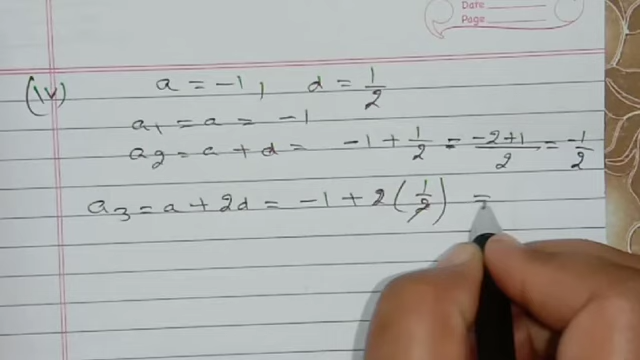 Date
Page
(iv) a = -1, d = 1/2
a₁ = a = -1
a₂ = a + d = -1 + 1/2 = (-2+1)/2 = -1/2
a₃ = a + 2d = -1 + 2(1/2) =